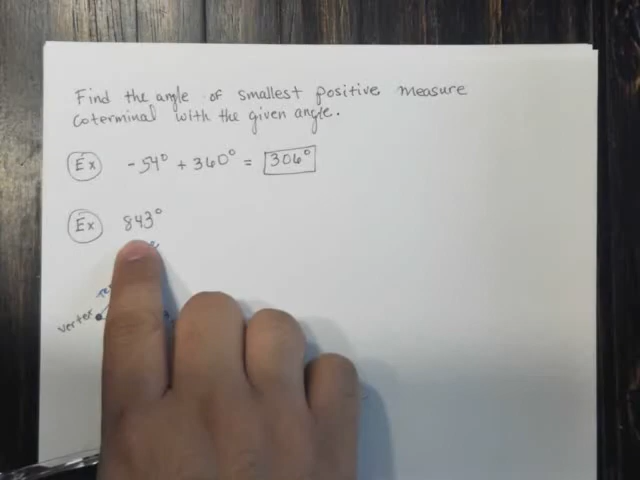 Find the angle of smallest positive measure
coterminal with the given angle.
Ex -54° + 360° = 306°
Ex 843°
vertex